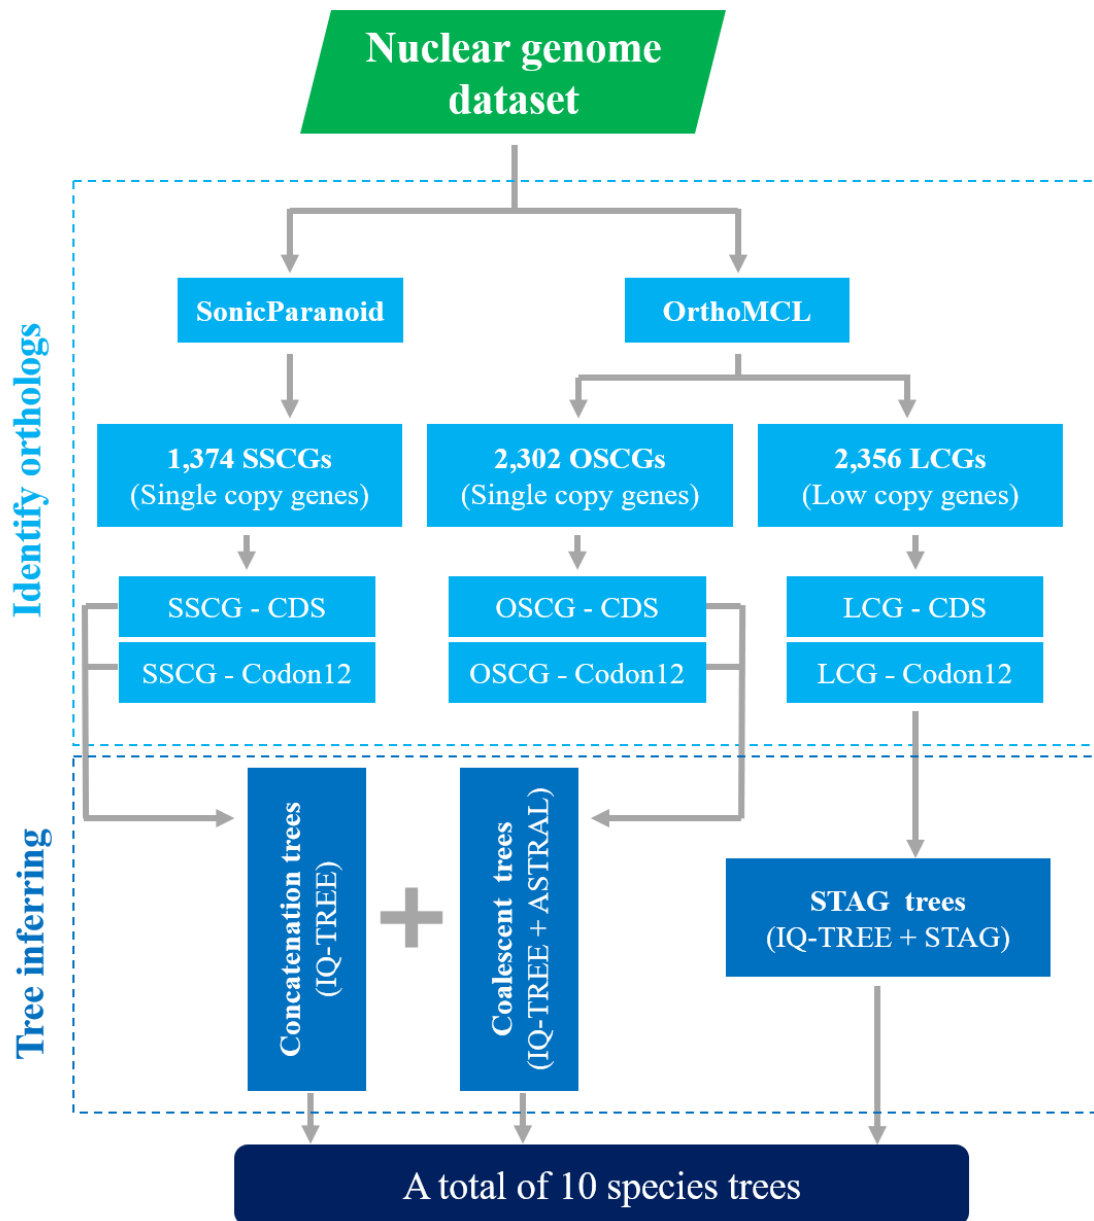 Nuclear genome
dataset
Identify orthologs
SonicParanoid
OrthoMCL
1,374 SSCGs
(Single copy genes)
2,302 OSCGs
(Single copy genes)
2,356 LCGs
(Low copy genes)
SSCG - CDS
OSCG - CDS
LCG - CDS
SSCG - Codon12
OSCG - Codon12
LCG - Codon12
Tree inferring
Concatenation trees
(IQ-TREE)
Coalescent trees
(IQ-TREE + ASTRAL)
STAG trees
(IQ-TREE + STAG)
A total of 10 species trees